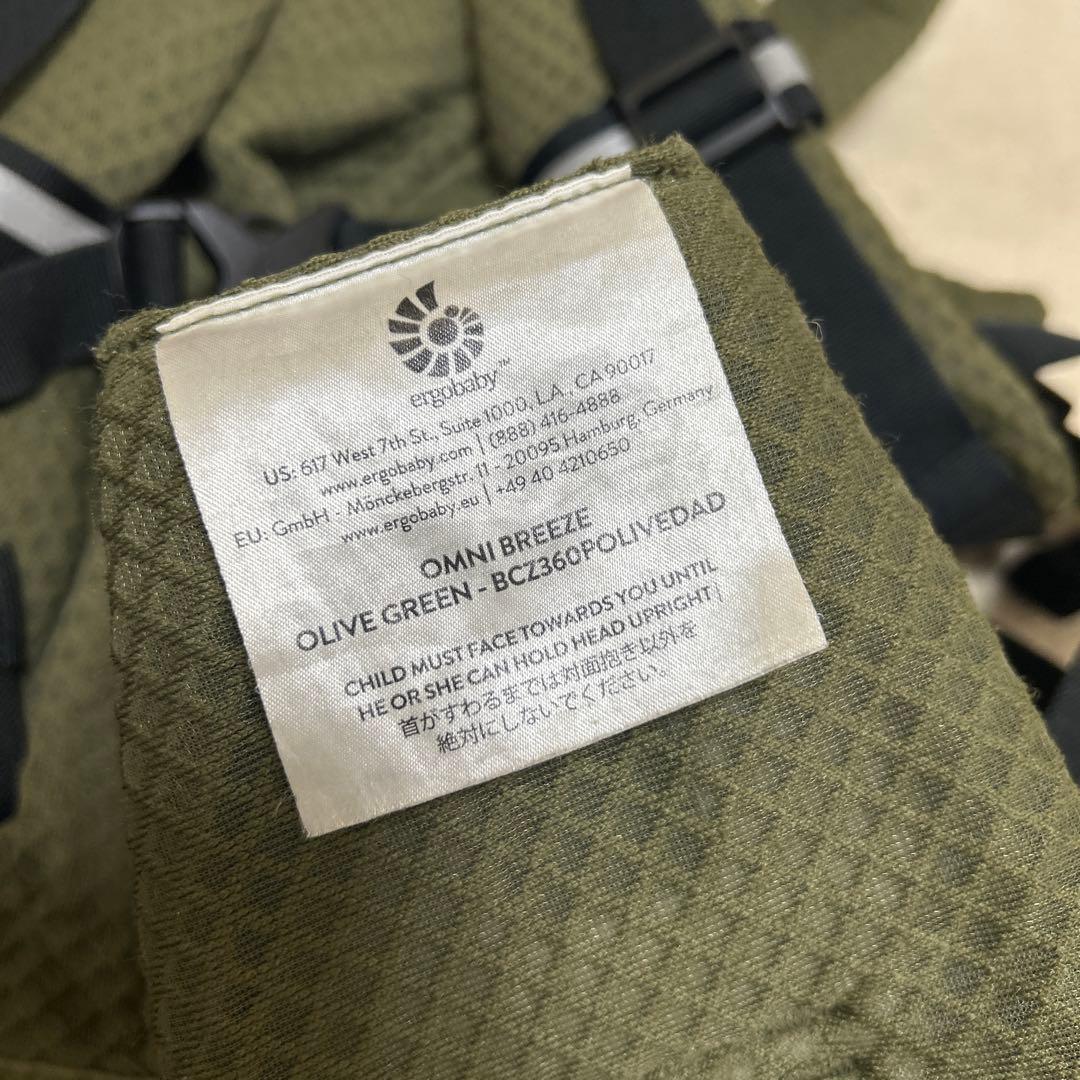 ergobaby™
US: 617 West 7th St., Suite 1000, LA, CA 90017
www.ergobaby.com | (888) 416-4888
EU: GmbH - Mönckebergstr. 11 - 20095 Hamburg, Germany
www.ergobaby.eu | +49 40 4210650
OMNI BREEZE
OLIVE GREEN - BCZ360POLIVEDAD
CHILD MUST FACE TOWARDS YOU UNTIL
HE OR SHE CAN HOLD HEAD UPRIGHT |
首がすわるまでは対面抱き以外を
絶対にしないでください。